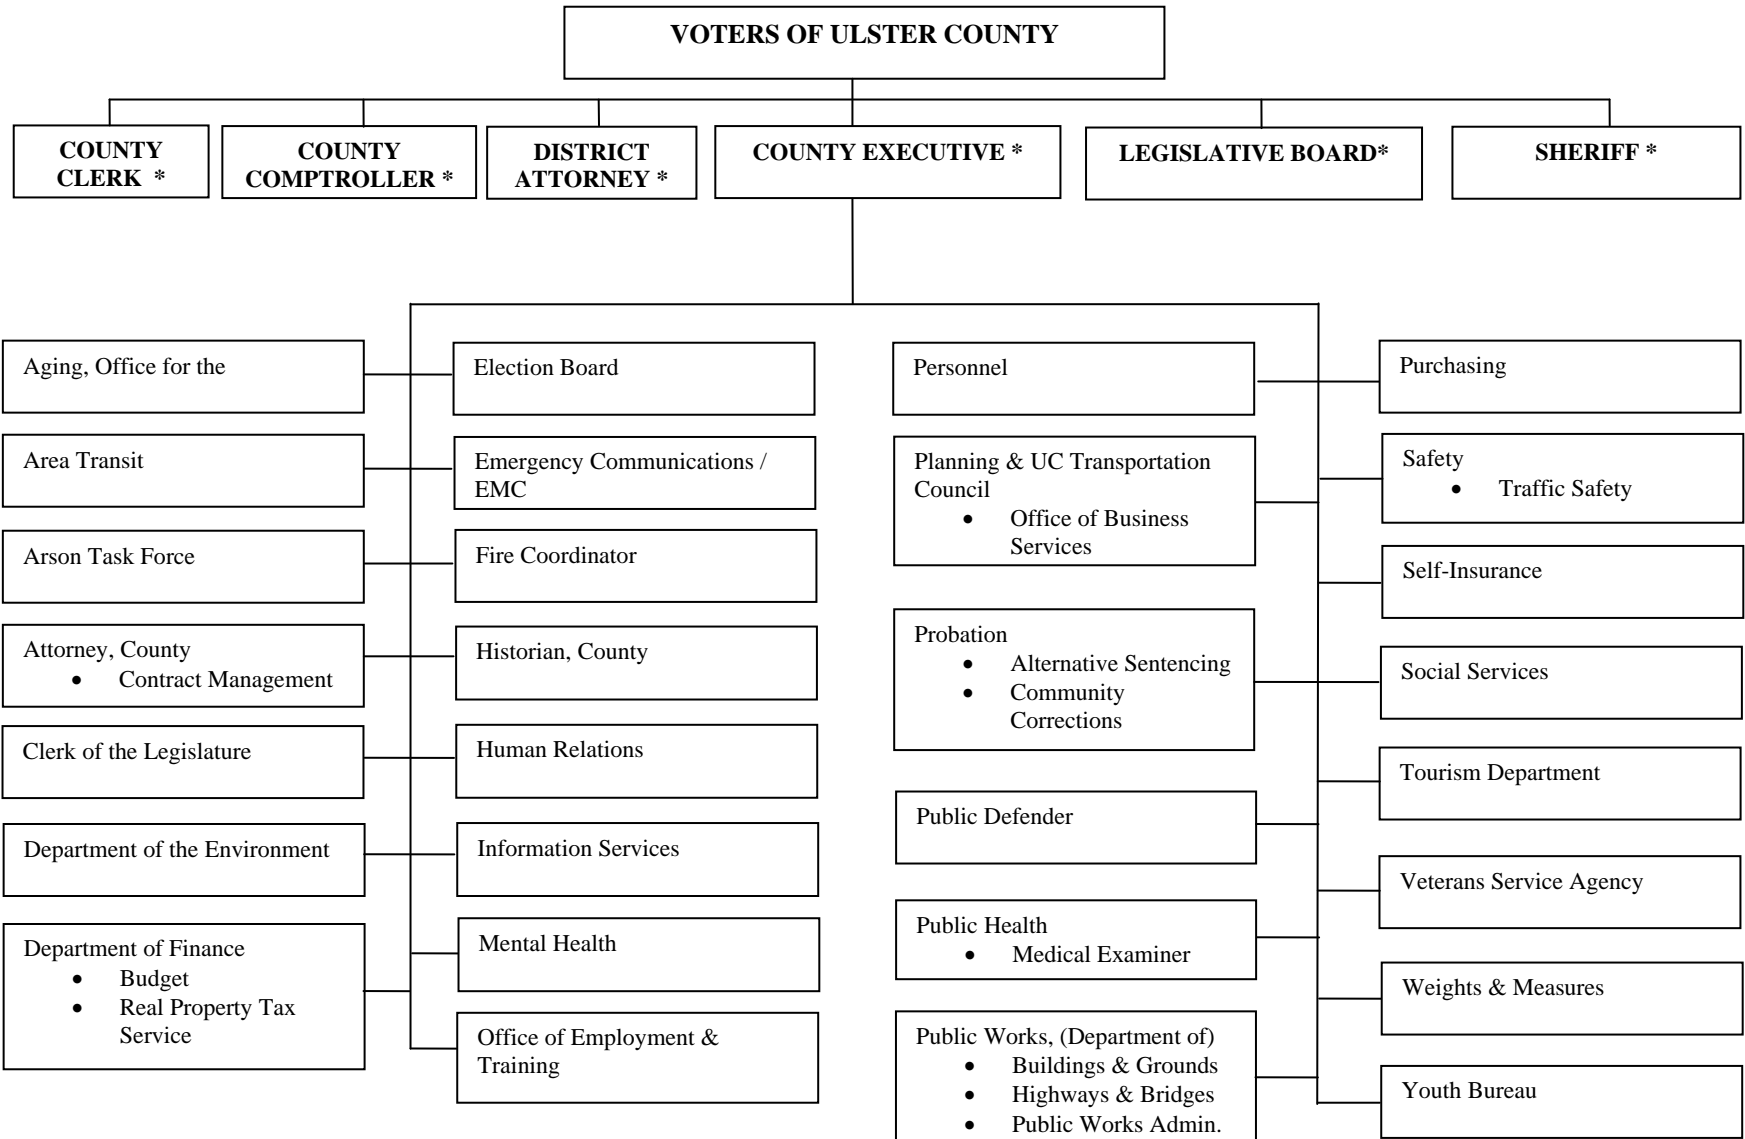 VOTERS OF ULSTER COUNTY
COUNTY
CLERK *
COUNTY
COMPTROLLER *
DISTRICT
ATTORNEY *
COUNTY EXECUTIVE *
LEGISLATIVE BOARD*
SHERIFF *
Aging, Office for the
Area Transit
Arson Task Force
Attorney, County
• Contract Management
Clerk of the Legislature
Department of the Environment
Department of Finance
• Budget
• Real Property Tax
Service
Election Board
Emergency Communications /
EMC
Fire Coordinator
Historian, County
Human Relations
Information Services
Mental Health
Office of Employment &
Training
Personnel
Planning & UC Transportation
Council
• Office of Business
Services
Probation
• Alternative Sentencing
• Community
Corrections
Public Defender
Public Health
• Medical Examiner
Public Works, (Department of)
• Buildings & Grounds
• Highways & Bridges
• Public Works Admin.
Purchasing
Safety
• Traffic Safety
Self-Insurance
Social Services
Tourism Department
Veterans Service Agency
Weights & Measures
Youth Bureau